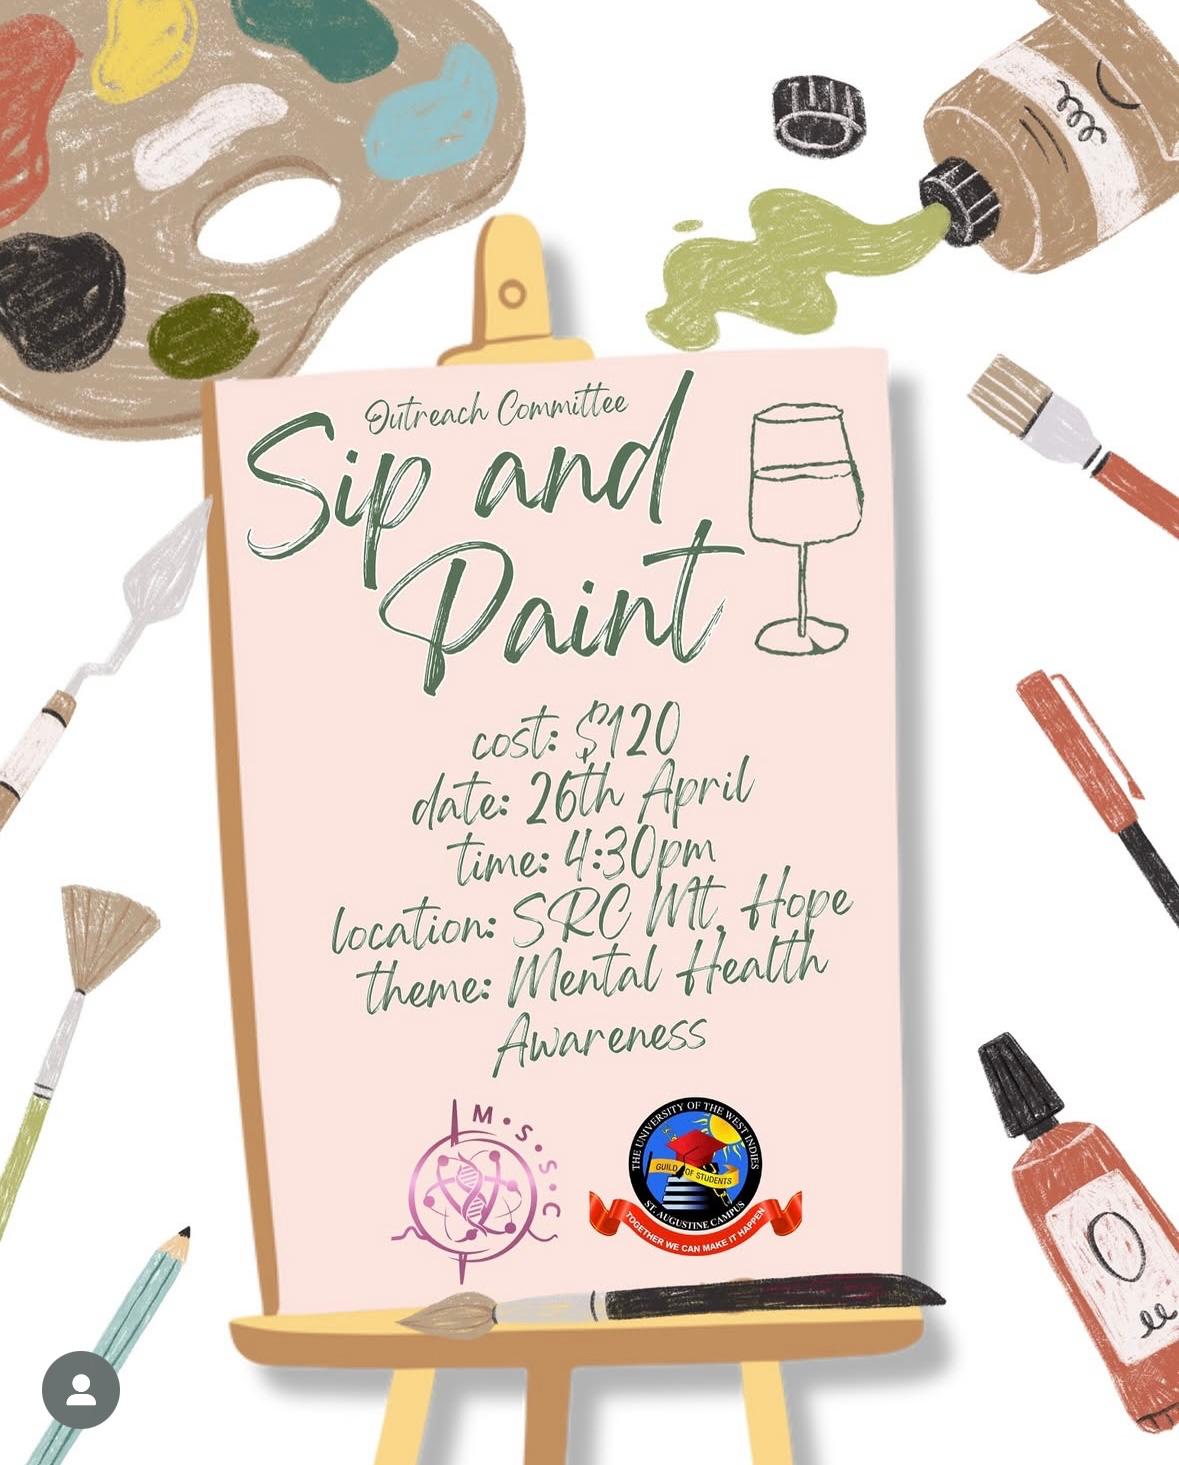 Outreach Committee
Sip and
Paint
cost: $120
date: 26th April
time: 4:30pm
location: SRC Mt. Hope
theme: Mental Health
Awareness
M.S.S.C
THE UNIVERSITY OF THE WEST INDIES
GUILD OF STUDENTS
ST. AUGUSTINE CAMPUS
TOGETHER WE CAN MAKE IT HAPPEN